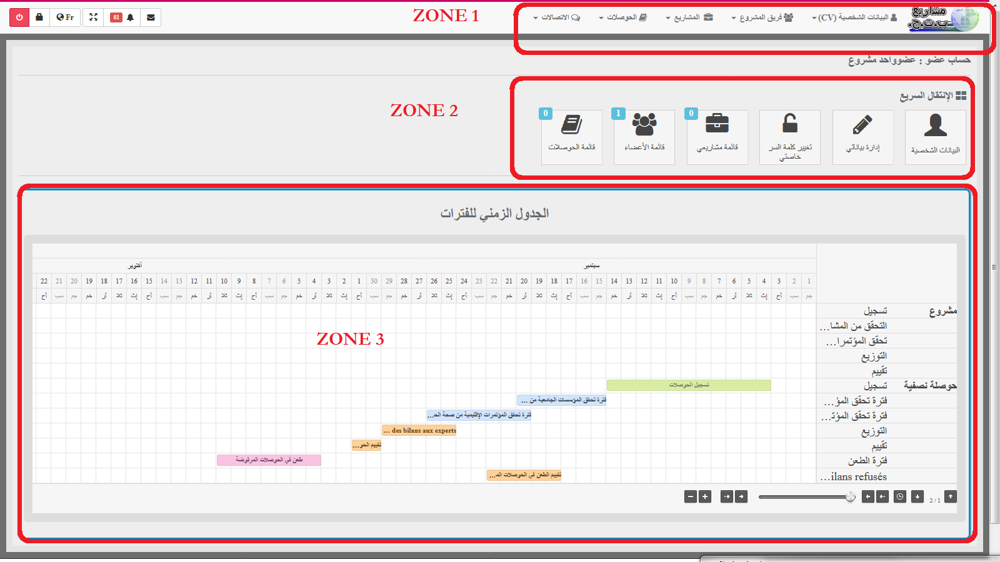 مشاريع
ب.ت.ج.
البيانات الشخصية (CV)
فريق المشروع
المشاريع
الحوصلات
الاتصالات
ZONE 1
01
Fr
حساب عضو : عضوواحد مشروع
الإنتقال السريع
ZONE 2
البيانات الشخصية
إدارة بياناتي
تغيير كلمة السر
خاصتي
0
قائمة مشاريعي
1
قائمة الأعضاء
0
قائمة الحوصلات
الجدول الزمني للفترات
سبتمبر
أكتوبر
1 2 3 4 5 6 7 8 9 10 11 12 13 14 15 16 17 18 19 20 21 22 23 24 25 26 27 28 29 30 1 2 3 4 5 6 7 8 9 10 11 12 13 14 15 16 17 18 19 20 21 22
جم سب أح إث ثلا أر خم جم سب أح إث ثلا أر خم جم سب أح إث ثلا أر خم جم سب أح إث ثلا أر خم جم سب أح إث ثلا أر خم جم سب أح إث ثلا أر خم جم سب أح إث ثلا أر خم جم سب أح
مشروع تسجيل
التحقق من المشا...
تحقق المؤتمرا...
ZONE 3
التوزيع
تقييم
حوصلة نصفية تسجيل
تسجيل الحوصلات
فترة تحقق المؤ...
فترة تحقق المؤسسات الجامعية من ...
فترة تحقق المؤت...
فترة تحقق المؤتمرات الإقليمية من صحة الحـ...
التوزيع
... des bilans aux experts
تقييم
تقييم الحو...
فترة الطعن
طعن في الحوصلات المرفوضة
...ilans refusés
تقييم الطعن في الحوصلات المـ...
2 / 1